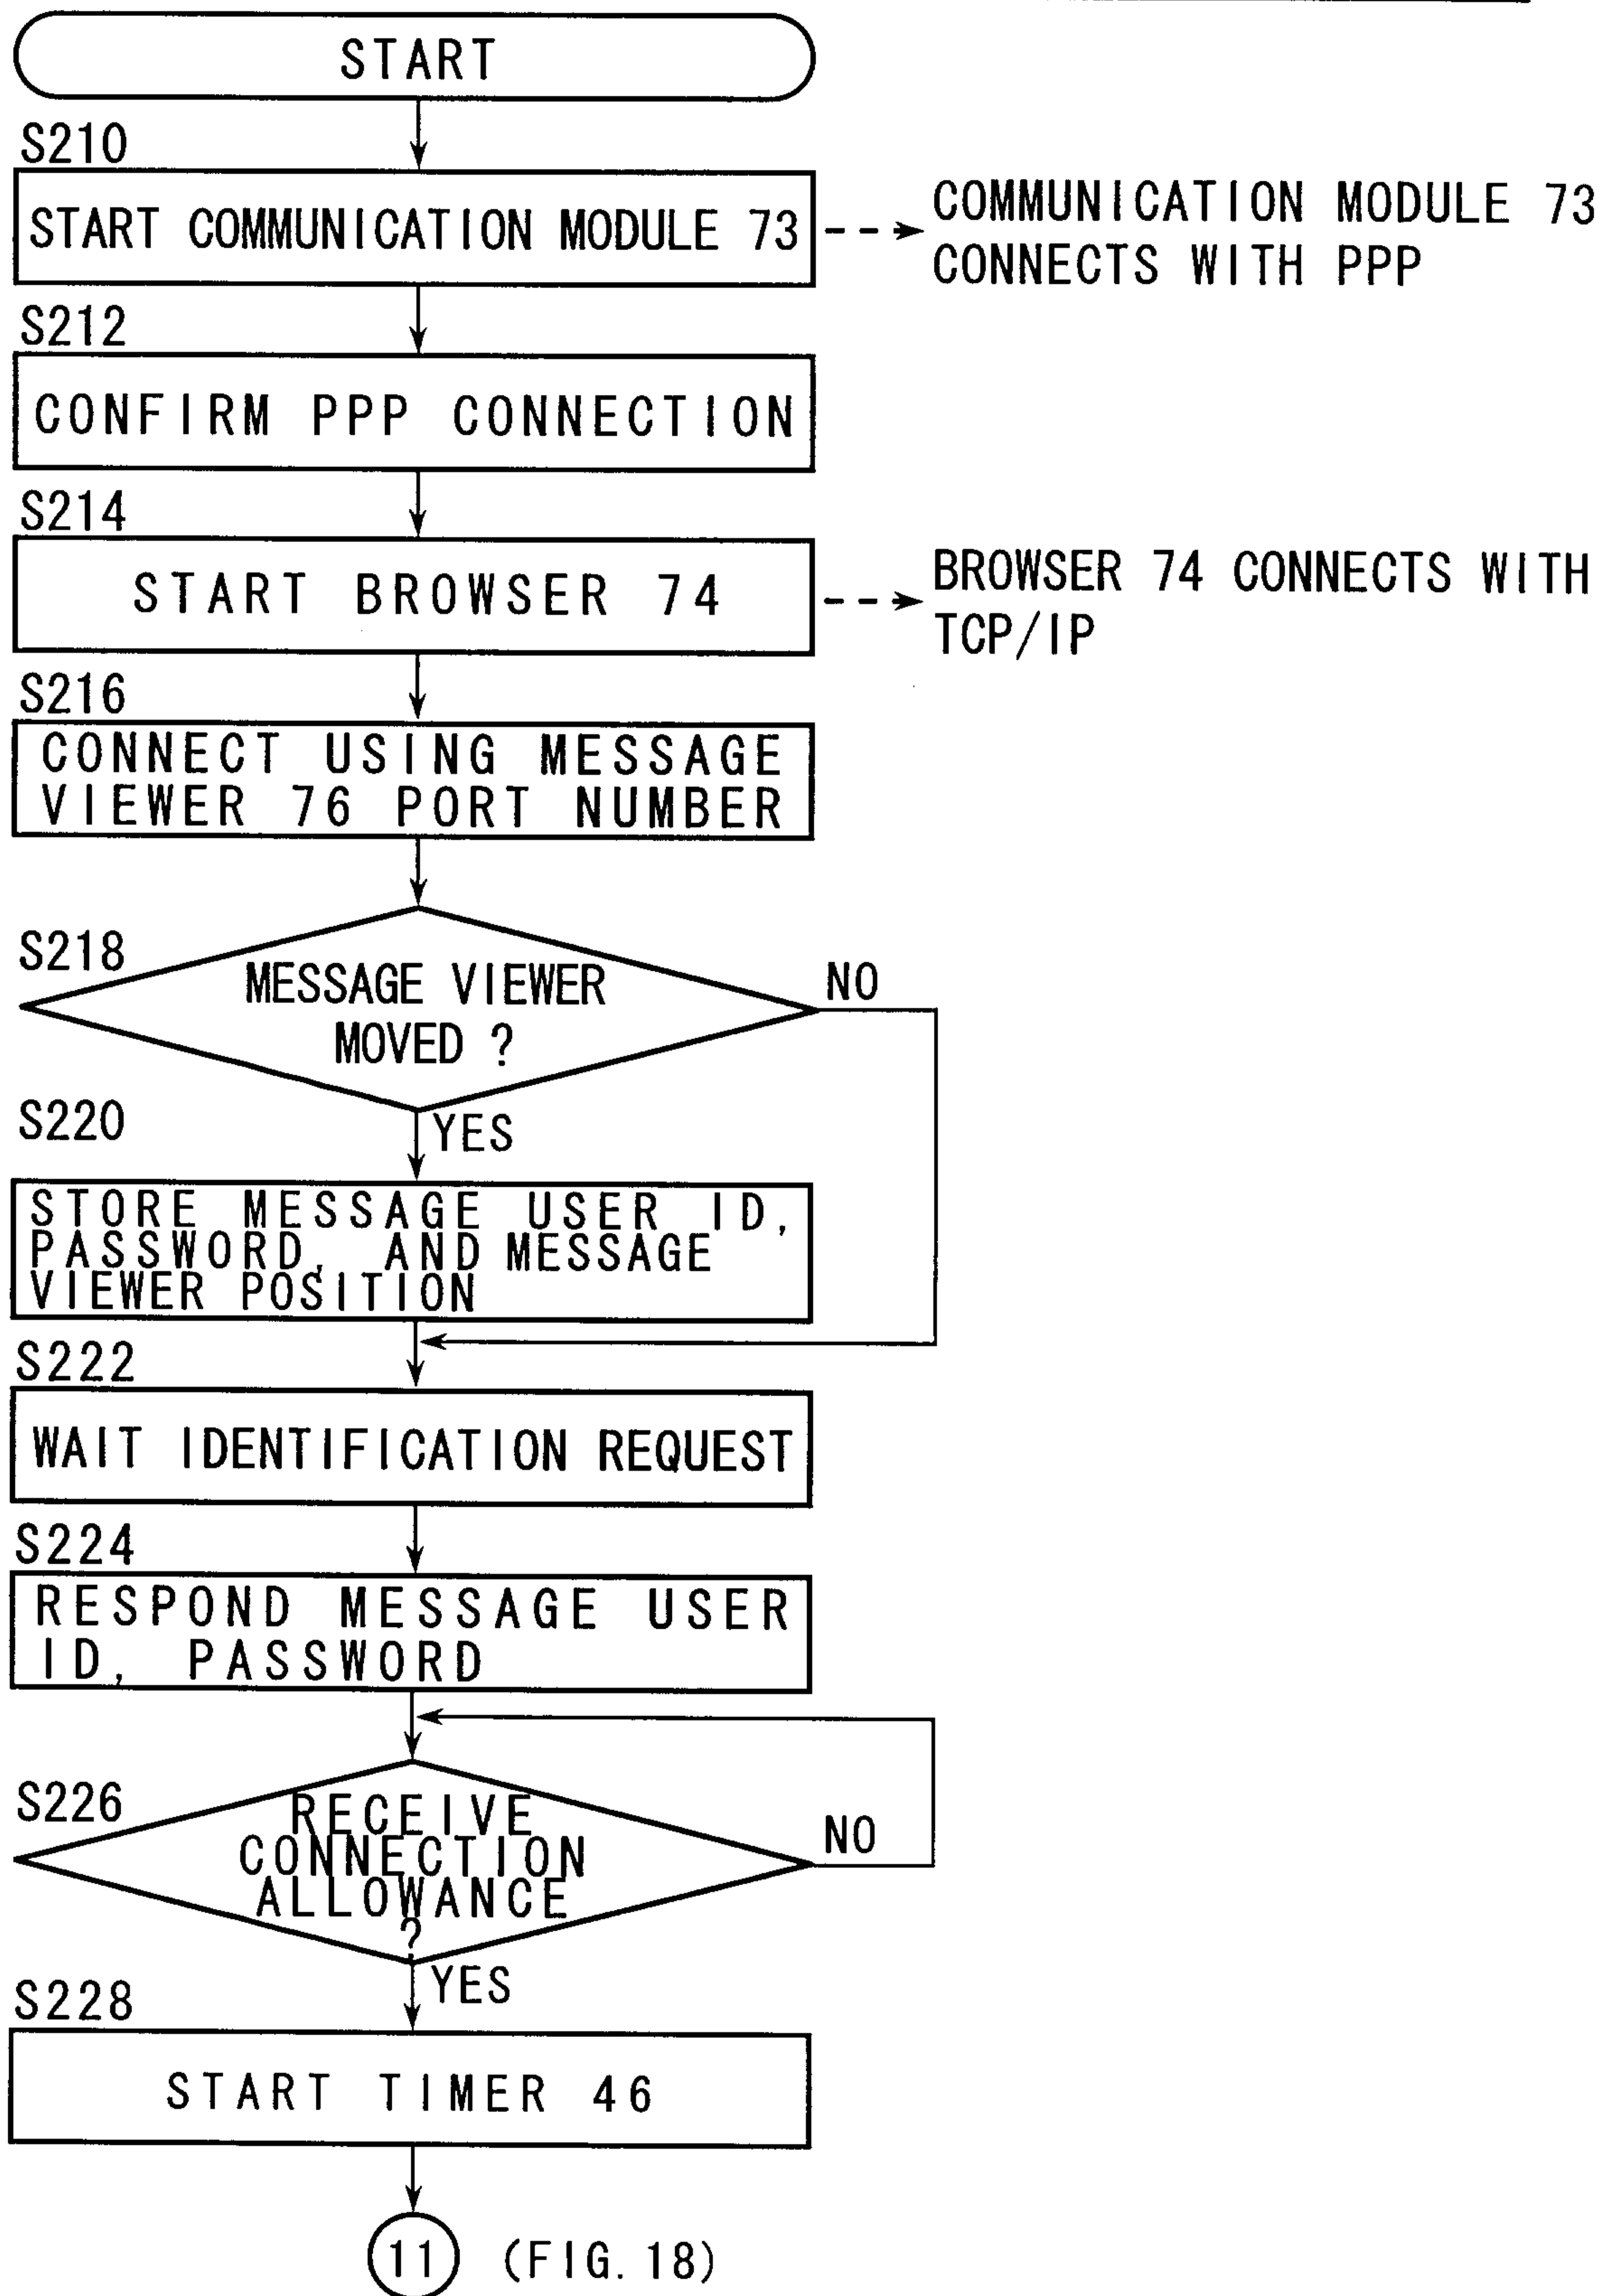 START
S210
START COMMUNICATION MODULE 73
COMMUNICATION MODULE 73
CONNECTS WITH PPP
S212
CONFIRM PPP CONNECTION
S214
START BROWSER 74
BROWSER 74 CONNECTS WITH
TCP/IP
S216
CONNECT USING MESSAGE
VIEWER 76 PORT NUMBER
S218
MESSAGE VIEWER
MOVED ?
NO
YES
S220
STORE MESSAGE USER ID,
PASSWORD, AND MESSAGE
VIEWER POSITION
S222
WAIT IDENTIFICATION REQUEST
S224
RESPOND MESSAGE USER
ID, PASSWORD
S226
RECEIVE
CONNECTION
ALLOWANCE
?
NO
YES
S228
START TIMER 46
11 (FIG. 18)